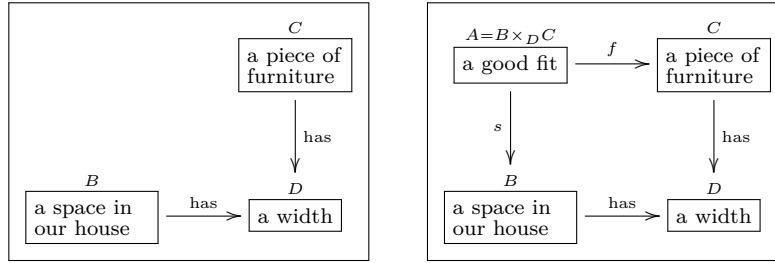 C
a piece of
furniture
has
B
a space in
our house
has
D
a width
A=B×_DC
a good fit
f
C
a piece of
furniture
s
has
B
a space in
our house
has
D
a width